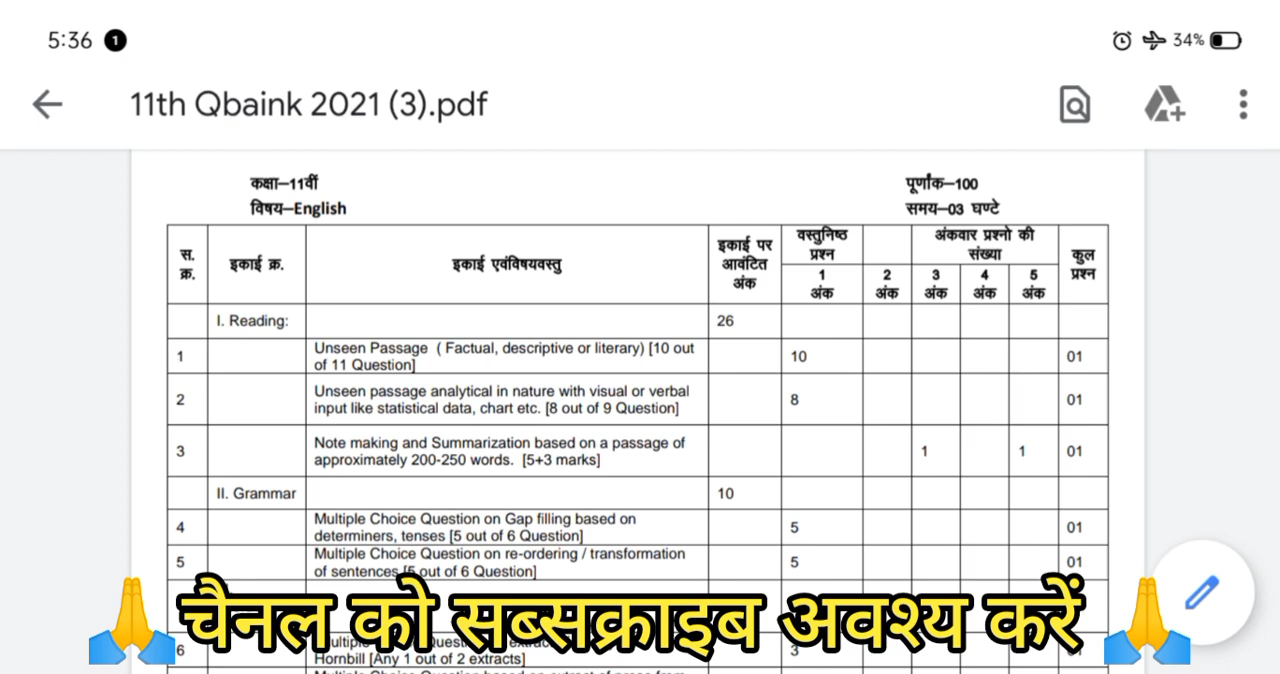 5:36 1 34%
11th Qbaink 2021 (3).pdf
कक्षा–11वीं पूर्णांक–100
विषय–English समय–03 घण्टे
स. क्र. इकाई क्र. इकाई एवंविषयवस्तु इकाई पर आवंटित अंक वस्तुनिष्ठ प्रश्न अंकवार प्रश्नो की संख्या कुल प्रश्न
1 अंक 2 अंक 3 अंक 4 अंक 5 अंक
I. Reading: 26
1 Unseen Passage ( Factual, descriptive or literary) [10 out 10 01
of 11 Question]
2 Unseen passage analytical in nature with visual or verbal 8 01
input like statistical data, chart etc. [8 out of 9 Question]
3 Note making and Summarization based on a passage of 1 1 01
approximately 200-250 words. [5+3 marks]
II. Grammar 10
4 Multiple Choice Question on Gap filling based on 5 01
determiners, tenses [5 out of 6 Question]
5 Multiple Choice Question on re-ordering / transformation 5 01
of sentences [5 out of 6 Question]
चैनल को सब्सक्राइब अवश्य करें
6 3
Hornbill [Any 1 out of 2 extracts]